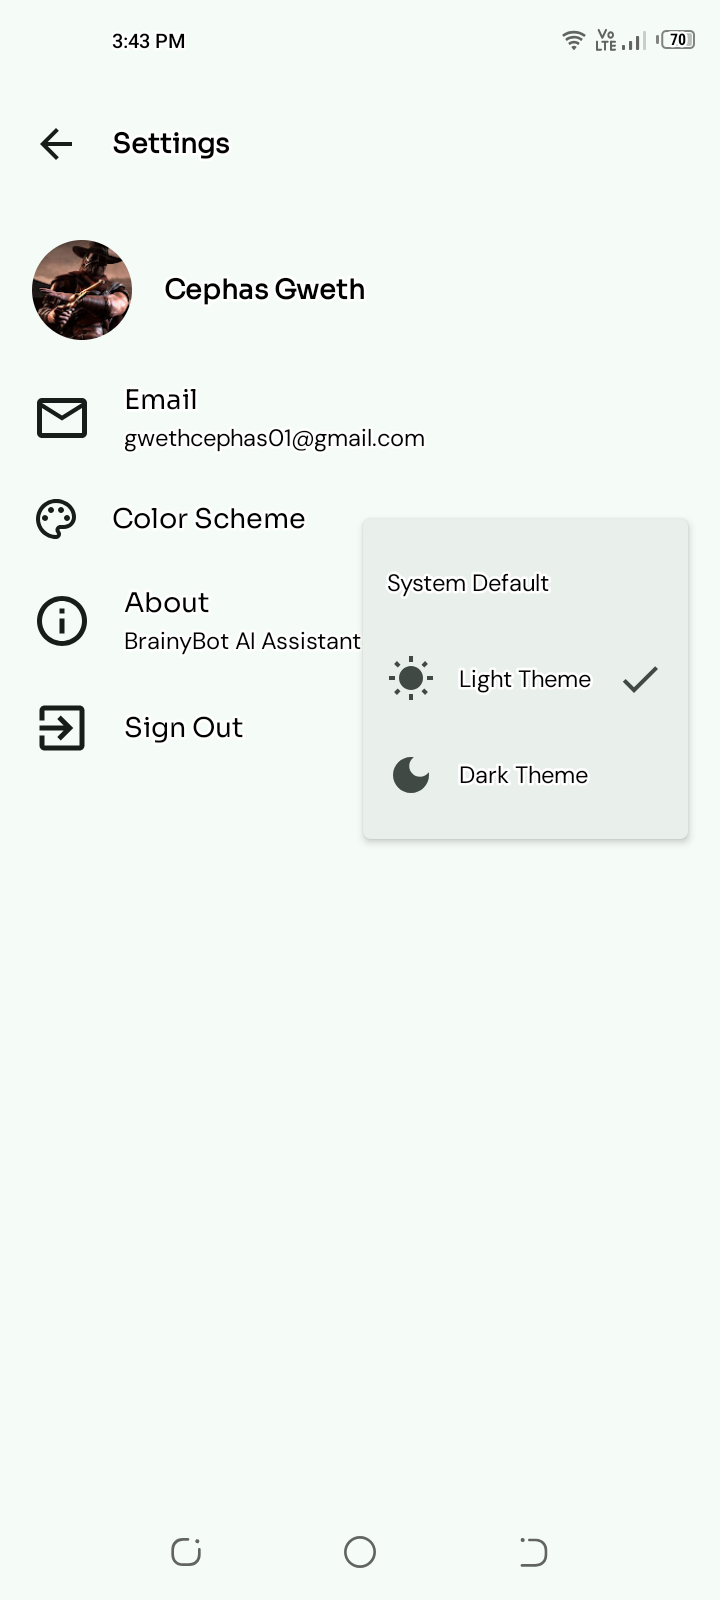 3:43 PM
Vo
LTE
70
Settings
Cephas Gweth
Email
gwethcephas01@gmail.com
Color Scheme
About
BrainyBot AI Assistant
Sign Out
System Default
Light Theme
Dark Theme